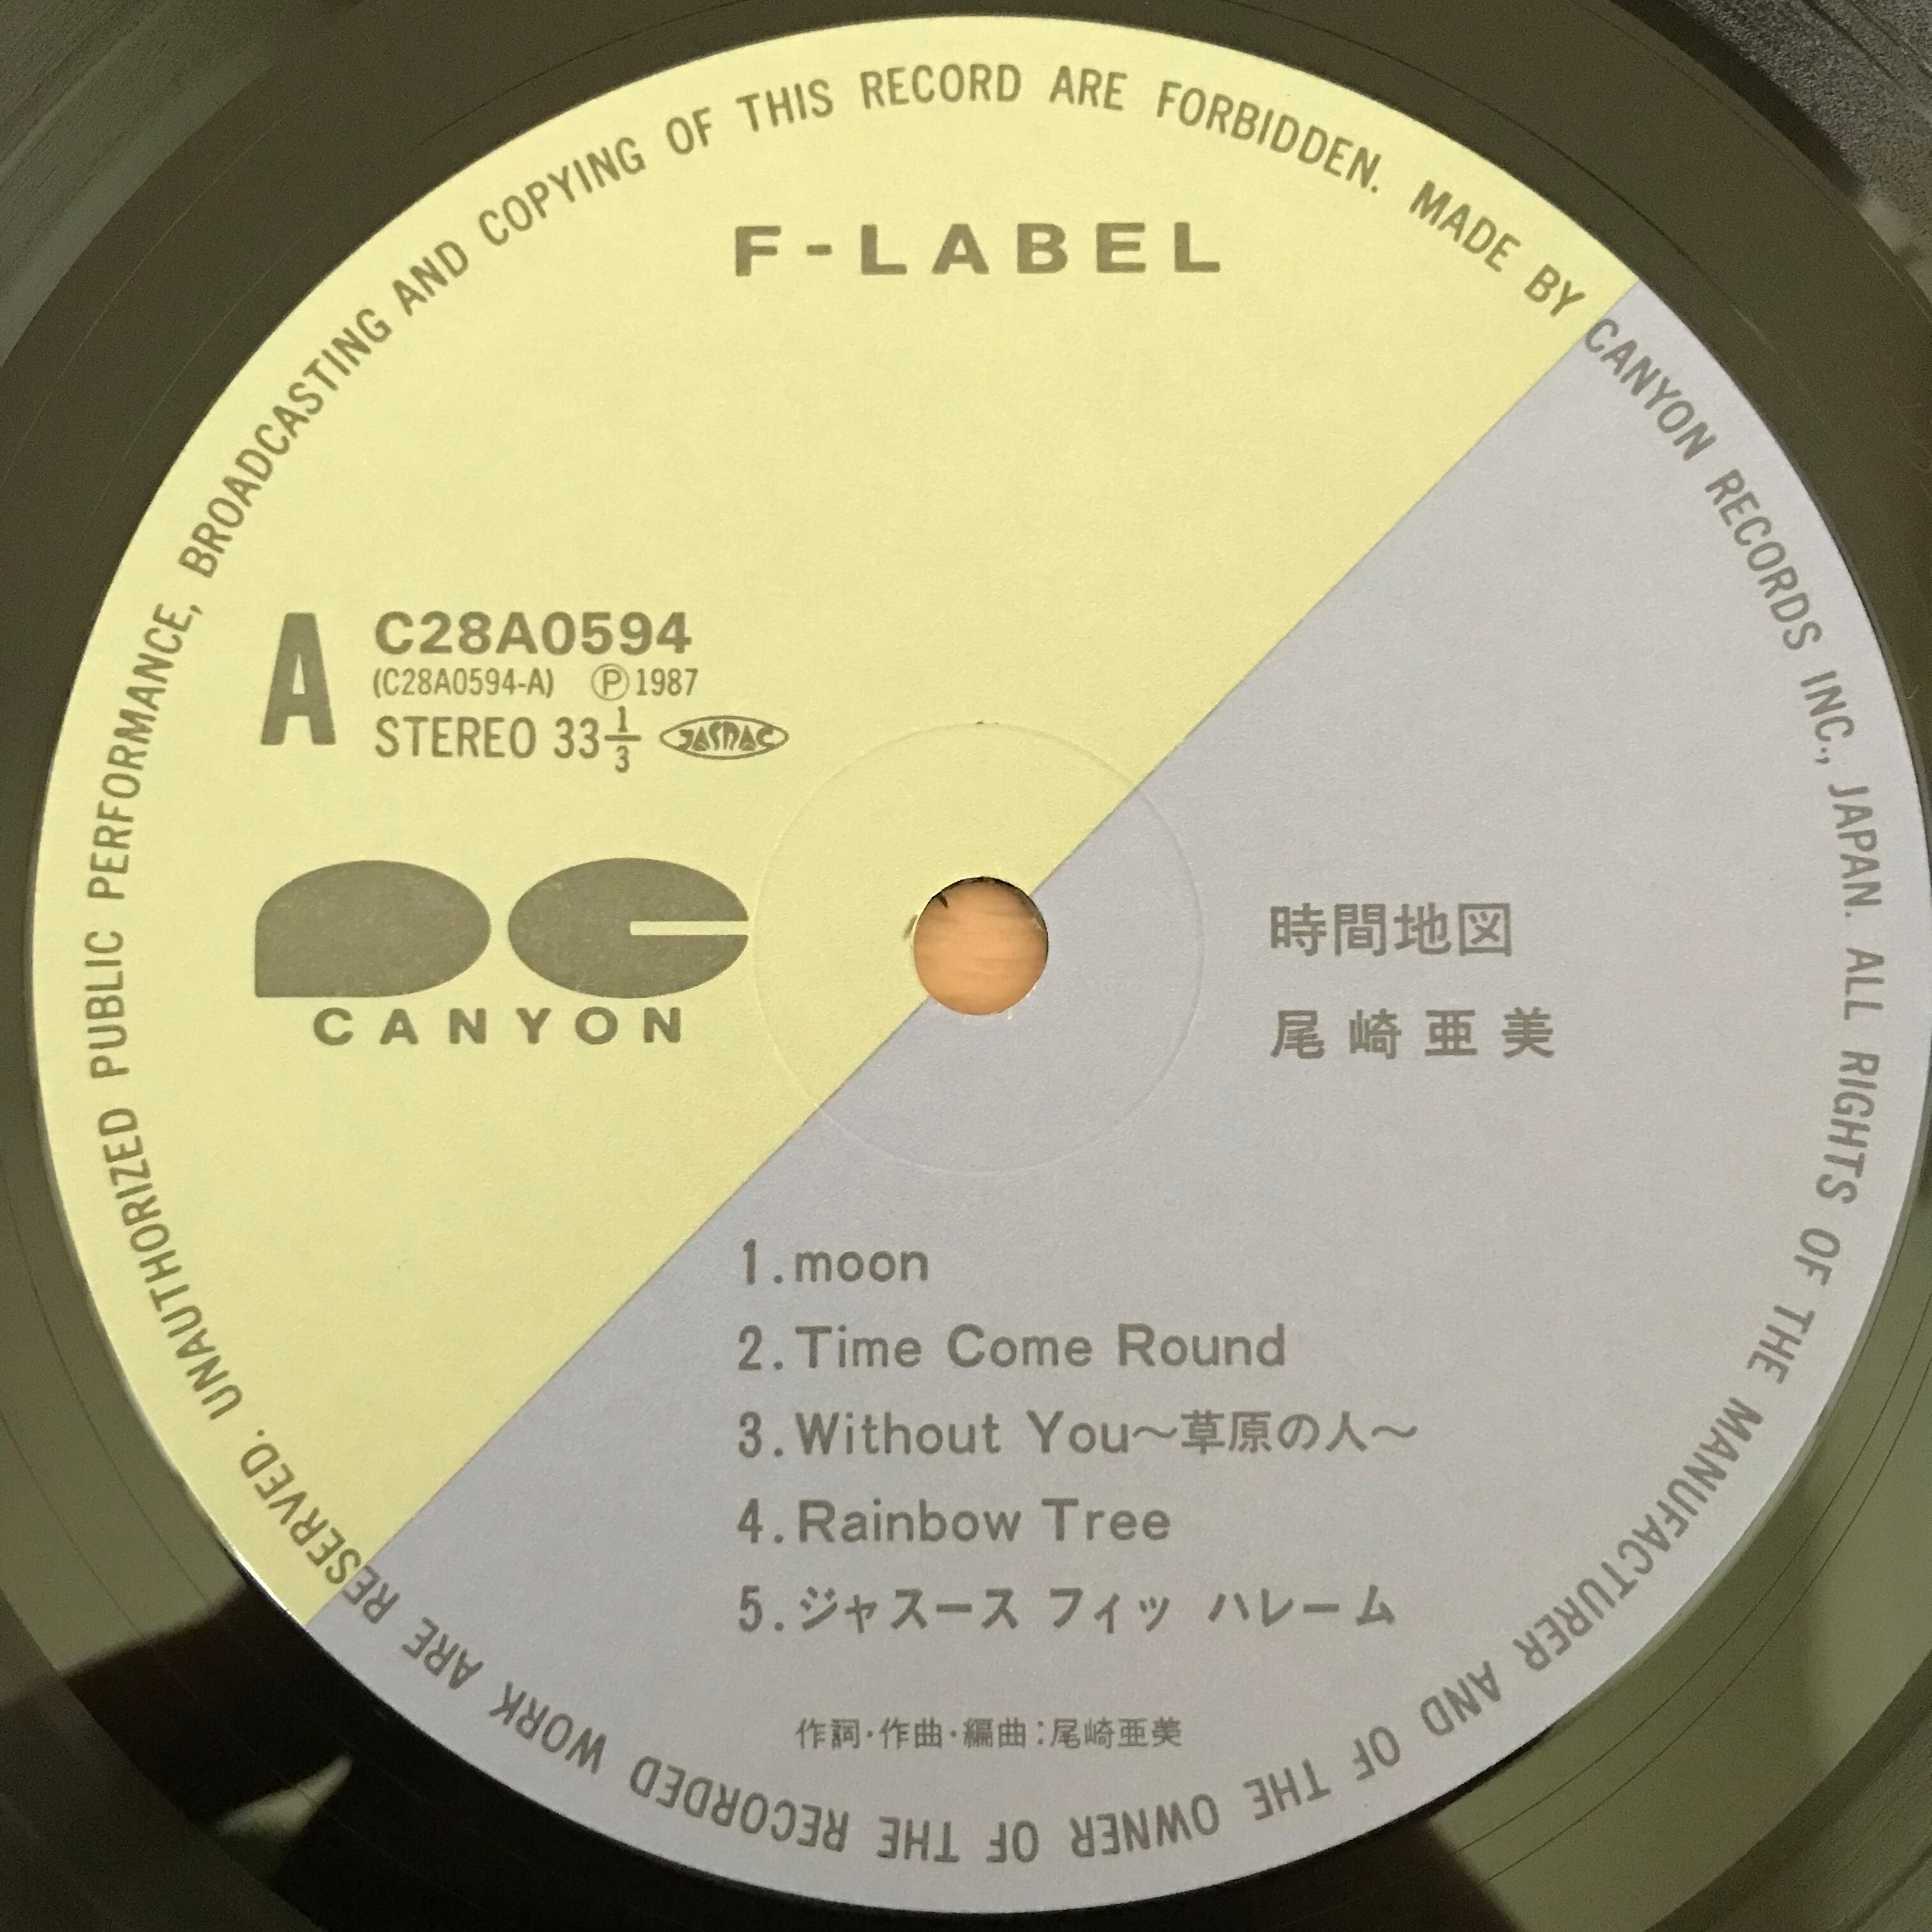 MADE BY CANYON RECORDS INC., JAPAN. ALL RIGHTS OF THE MANUFACTURER AND OF THE OWNER OF THE RECORDED WORK ARE RESERVED. UNAUTHORIZED PUBLIC PERFORMANCE, BROADCASTING AND COPYING OF THIS RECORD ARE FORBIDDEN.
F-LABEL
A
C28A0594
(C28A0594-A) Ⓟ1987
STEREO 33 1/3 JASRAC
PC
CANYON
時間地図
尾崎亜美
1.moon
2.Time Come Round
3.Without You〜草原の人〜
4.Rainbow Tree
5.ジャスース フィッ ハレーム
作詞・作曲・編曲:尾崎亜美